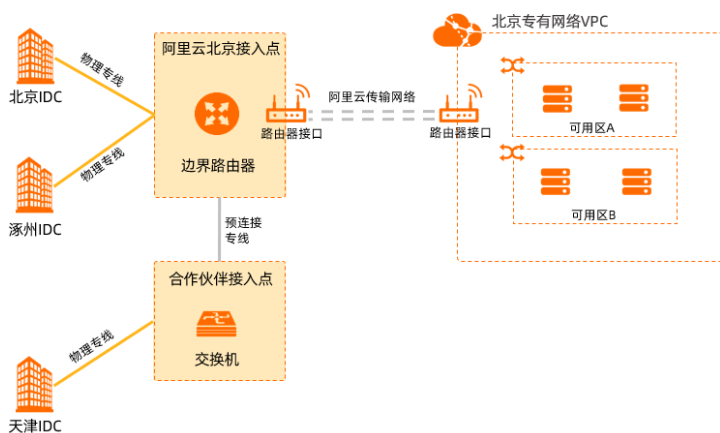 北京专有网络VPC
阿里云北京接入点
物理专线
北京IDC
阿里云传输网络
路由器接口
路由器接口
可用区A
边界路由器
物理专线
涿州IDC
可用区B
预连接
专线
合作伙伴接入点
交换机
物理专线
天津IDC